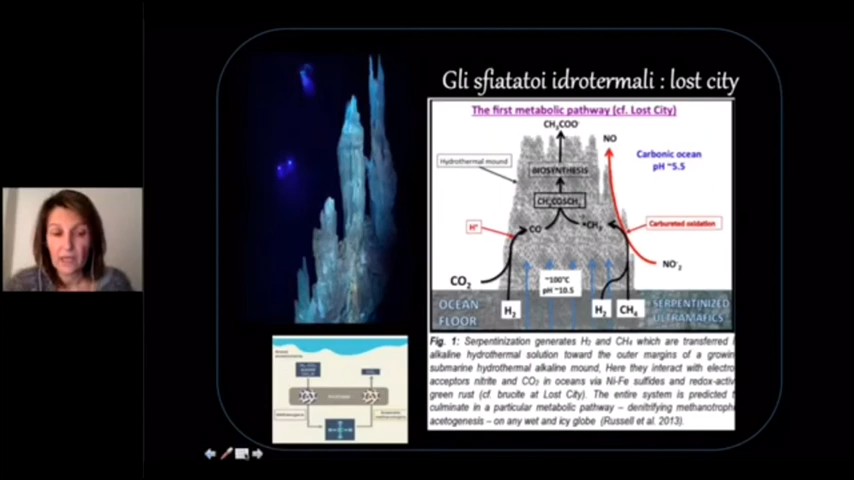 Gli sfiatatoi idrotermali : lost city
The first metabolic pathway (cf. Lost City)
CH₃COO⁻
NO
Carbonic ocean
pH ~5.5
Hydrothermal mound
BIOSYNTHESIS
CH₃COSCH₃
H⁺
CO
CH₃
Carbureted oxidation
NO⁻₂
CO₂
~100°C
pH ~10.5
OCEAN
FLOOR
H₂
H₂
CH₄
SERPENTINIZED
ULTRAMAFICS
Fig. 1: Serpentinization generates H₂ and CH₄ which are transferred i
alkaline hydrothermal solution toward the outer margins of a growin
submarine hydrothermal alkaline mound, Here they interact with electro
acceptors nitrite and CO₂ in oceans via Ni-Fe sulfides and redox-activ
green rust (cf. brucite at Lost City). The entire system is predicted t
culminate in a particular metabolic pathway – denitrifying methanotroph
acetogenesis – on any wet and icy globe (Russell et al. 2013).